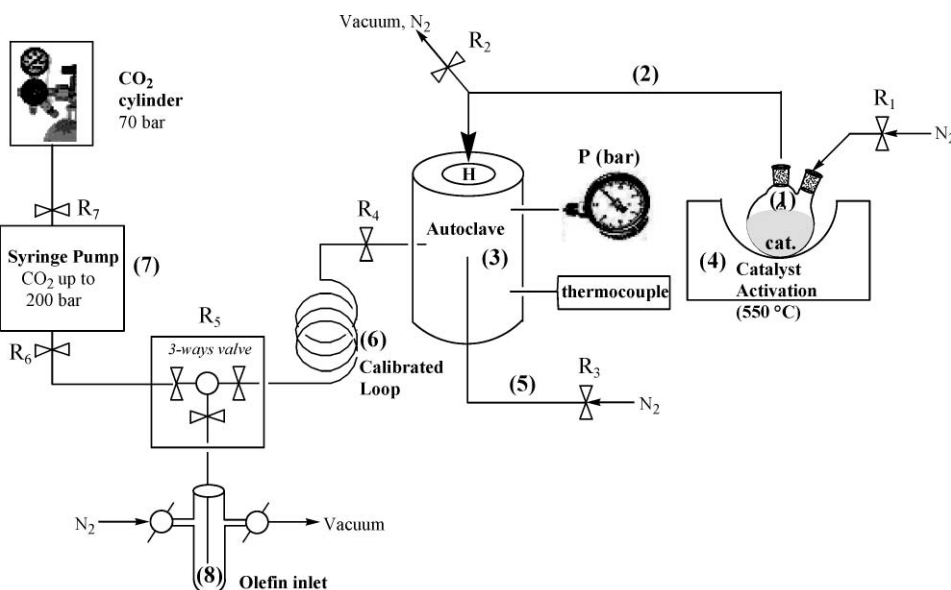 Vacuum, N2
R2
(2)
CO2
cylinder
70 bar
R1
N2
P (bar)
H
R7
R4
Autoclave
(3)
(1)
cat.
(4)
Catalyst
Activation
(550 °C)
Syringe Pump
CO2 up to
200 bar
(7)
thermocouple
R5
R6
3-ways valve
(6)
Calibrated
Loop
(5)
R3
N2
N2
Vacuum
(8)
Olefin inlet